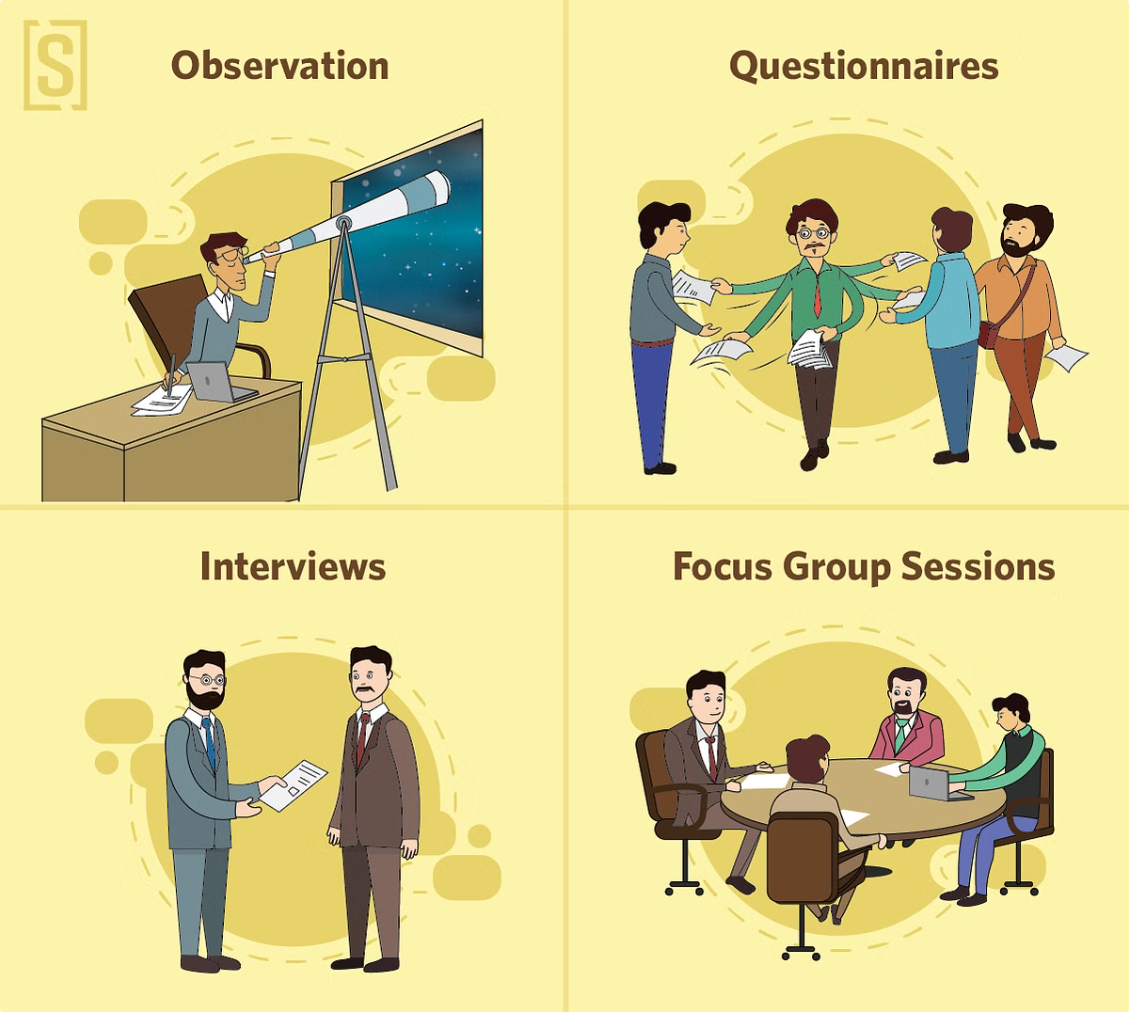 [S]
Observation
Questionnaires
Interviews
Focus Group Sessions